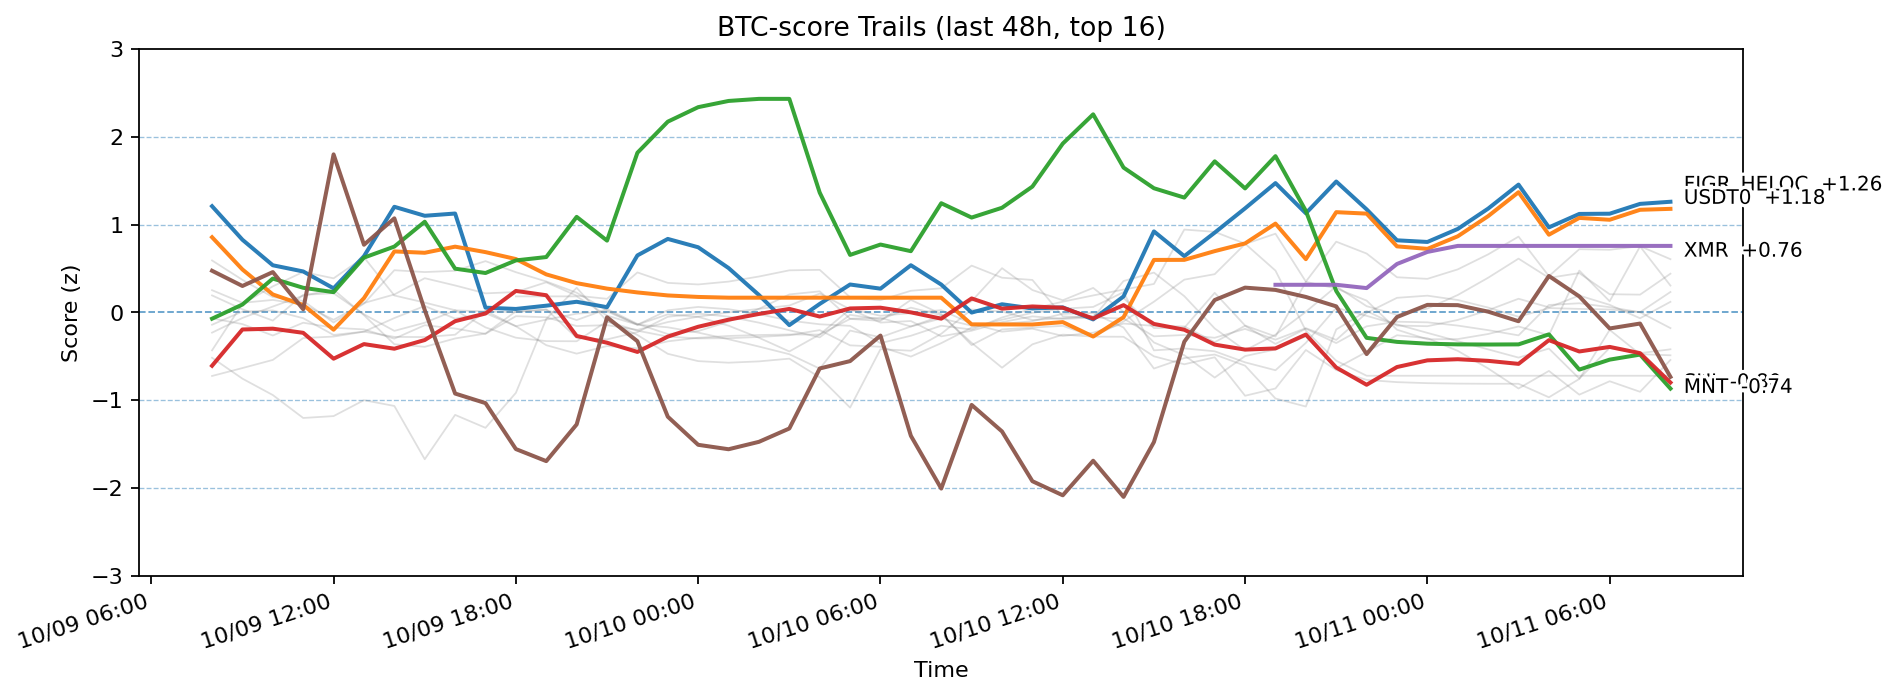 BTC-score Trails (last 48h, top 16)
Score (z)
3
2
1
0
−1
−2
−3
FIGR_HELOC +1.26
USDT0 +1.18
XMR +0.76
MNT -0.74
10/09 06:00
10/09 12:00
10/09 18:00
10/10 00:00
10/10 06:00
10/10 12:00
10/10 18:00
10/11 00:00
10/11 06:00
Time